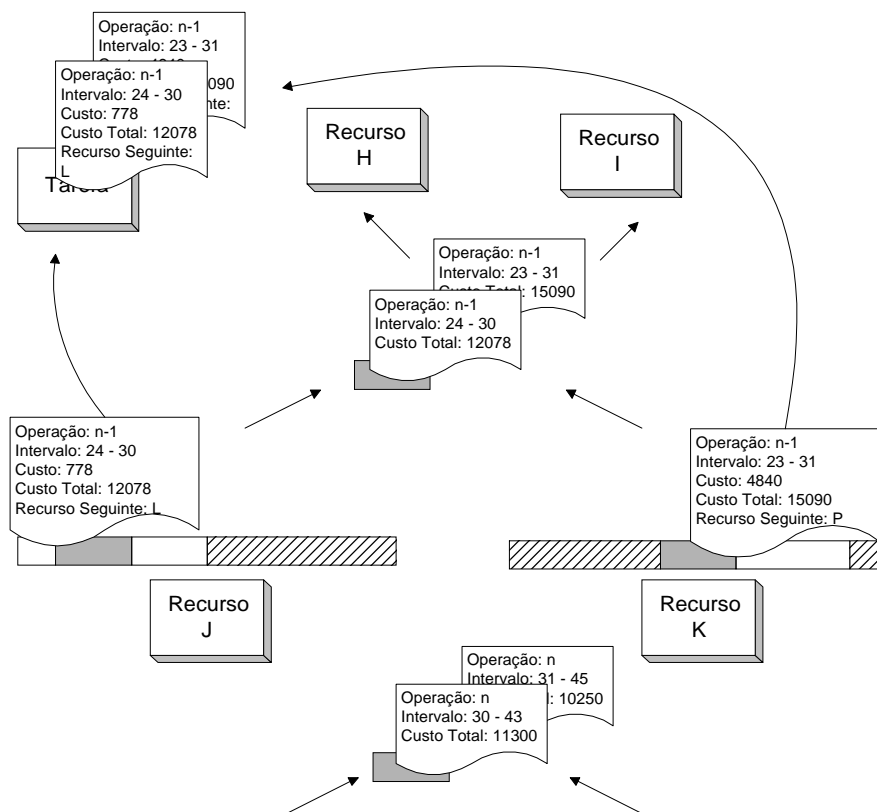 Operação: n-1
Intervalo: 23 - 31
090
Operação: n-1
Intervalo: 24 - 30
Custo: 778
Custo Total: 12078
Recurso Seguinte:
L
Recurso
H
Recurso
I
Operação: n-1
Intervalo: 23 - 31
Custo Total: 15090
Operação: n-1
Intervalo: 24 - 30
Custo Total: 12078
Operação: n-1
Intervalo: 24 - 30
Custo: 778
Custo Total: 12078
Recurso Seguinte: L
Operação: n-1
Intervalo: 23 - 31
Custo: 4840
Custo Total: 15090
Recurso Seguinte: P
Recurso
J
Recurso
K
Operação: n
Intervalo: 31 - 45
: 10250
Operação: n
Intervalo: 30 - 43
Custo Total: 11300